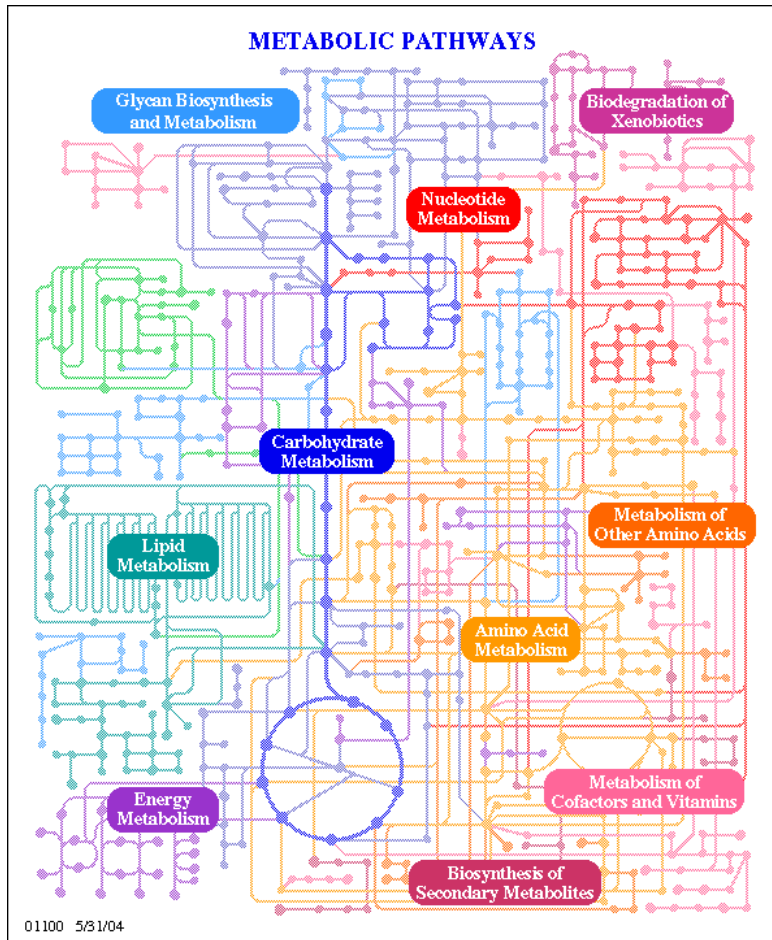 METABOLIC PATHWAYS
Glycan Biosynthesis
and Metabolism
Biodegradation of
Xenobiotics
Nucleotide
Metabolism
Carbohydrate
Metabolism
Metabolism of
Other Amino Acids
Lipid
Metabolism
Amino Acid
Metabolism
Metabolism of
Cofactors and Vitamins
Energy
Metabolism
Biosynthesis of
Secondary Metabolites
01100 5/31/04